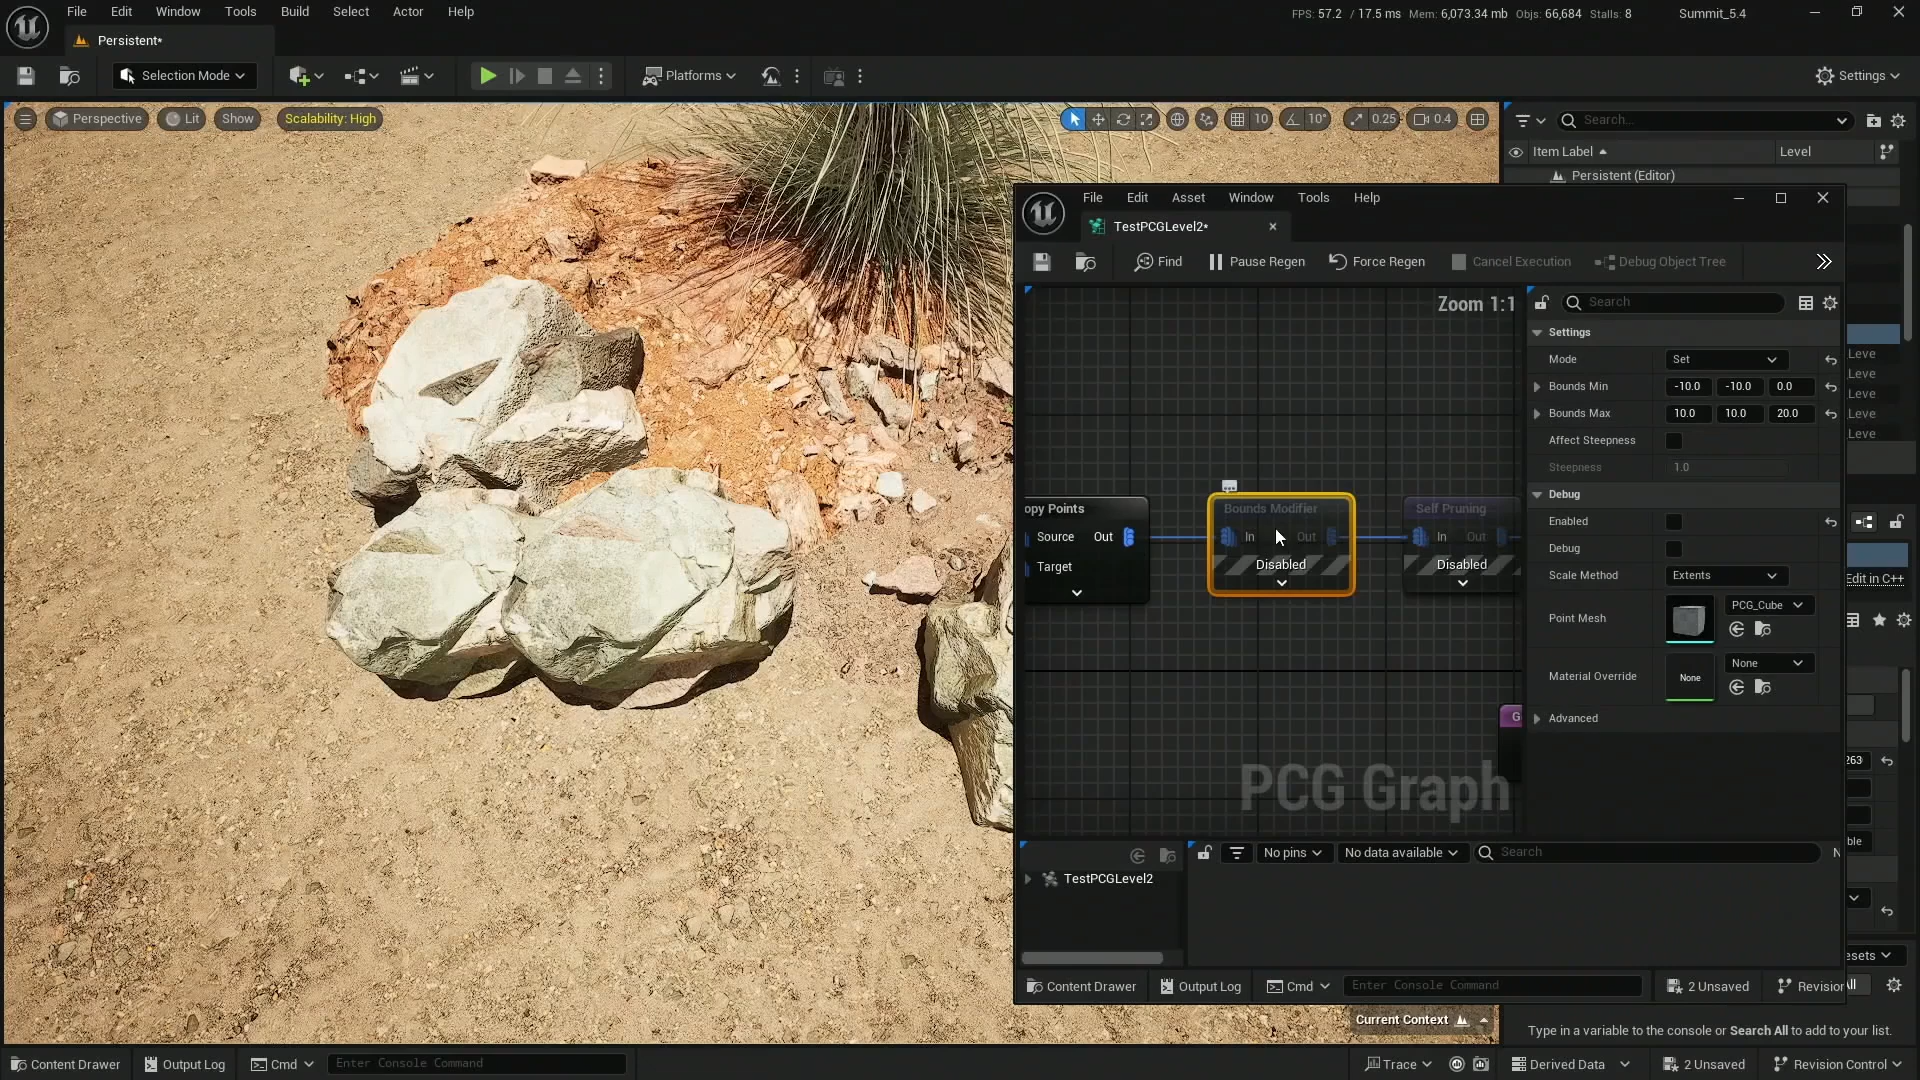 File Edit Window Tools Build Select Actor Help
FPS: 57.2 / 17.5 ms Mem: 6,073.34 mb Objs: 66,684 Stalls: 8 Summit_5.4
Persistent*
Selection Mode Platforms Settings
Perspective Lit Show Scalability: High 10 10° 0.25 0.4 Search...
Item Label Level
Persistent (Editor)
File Edit Asset Window Tools Help
TestPCGLevel2*
Find Pause Regen Force Regen Cancel Execution Debug Object Tree
Zoom 1:1 Search
Settings
Mode Set
Leve
Leve
Bounds Min -10.0 -10.0 0.0
Leve
Bounds Max 10.0 10.0 20.0
Leve
Leve
Affect Steepness
Steepness 1.0
Debug
opy Points Bounds Modifier Self Pruning
Enabled
Source Out In Out In Out
Debug
Target Disabled Disabled
Scale Method Extents
Edit in C++
Point Mesh PCG_Cube
Material Override None None
G Advanced
263
PCG Graph
ble
No pins No data available Search N
TestPCGLevel2
esets
Content Drawer Output Log Cmd Enter Console Command 2 Unsaved Revision All
Current Context
Type in a variable to the console or Search All to add to your list.
Content Drawer Output Log Cmd Enter Console Command Trace Derived Data 2 Unsaved Revision Control